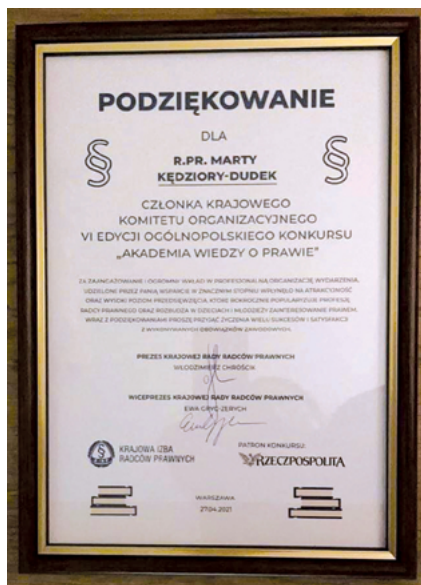 PODZIĘKOWANIE
DLA
R.PR. MARTY
KĘDZIORY-DUDEK
CZŁONKA KRAJOWEGO
KOMITETU ORGANIZACYJNEGO
VI EDYCJI OGÓLNOPOLSKIEGO KONKURSU
„AKADEMIA WIEDZY O PRAWIE”
ZA ZAANGAŻOWANIE I OGROMNY WKŁAD W PROFESJONALNĄ ORGANIZACJĘ WYDARZENIA.
UDZIELONE PRZEZ PANIĄ WSPARCIE W ZNACZNYM STOPNIU WPŁYNĘŁO NA ATRAKCYJNOŚĆ
ORAZ WYSOKI POZIOM PRZEDSIĘWZIĘCIA, KTÓRE ROKROCZNIE POPULARYZUJE PROFESJĘ
RADCY PRAWNEGO ORAZ ROZBUDZA W DZIECIACH I MŁODZIEŻY ZAINTERESOWANIE PRAWEM.
WRAZ Z PODZIĘKOWANIAMI PROSZĘ PRZYJĄĆ ŻYCZENIA WIELU SUKCESÓW I SATYSFAKCJI
Z WYKONYWANYCH OBOWIĄZKÓW ZAWODOWYCH.
PREZES KRAJOWEJ RADY RADCÓW PRAWNYCH
WŁODZIMIERZ CHRÓŚCIK
WICEPREZES KRAJOWEJ RADY RADCÓW PRAWNYCH
EWA GRYC-ZERYCH
KRAJOWA IZBA
RADCÓW PRAWNYCH
PATRON KONKURSU:
RZECZPOSPOLITA
WARSZAWA
27.04.2021